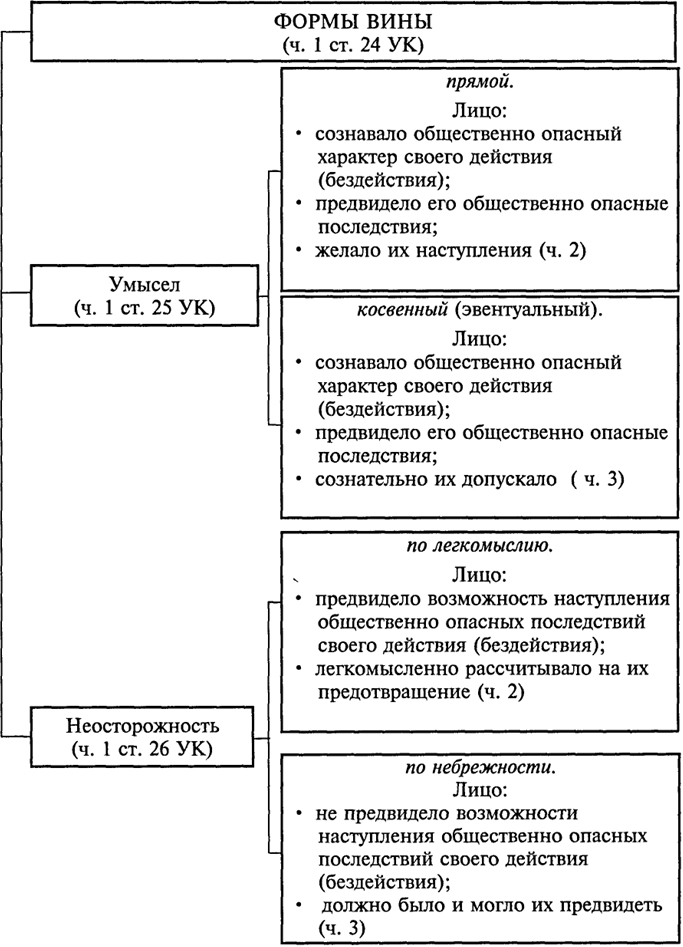 ФОРМЫ ВИНЫ
(ч. 1 ст. 24 УК)
прямой.
Лицо:
• сознавало общественно опасный
характер своего действия
(бездействия);
• предвидело его общественно опасные
последствия;
• желало их наступления (ч. 2)
Умысел
(ч. 1 ст. 25 УК)
косвенный (эвентуальный).
Лицо:
• сознавало общественно опасный
характер своего действия
(бездействия);
• предвидело его общественно опасные
последствия;
• сознательно их допускало ( ч. 3)
по легкомыслию.
Лицо:
• предвидело возможность наступления
общественно опасных последствий
своего действия (бездействия);
• легкомысленно рассчитывало на их
предотвращение (ч. 2)
Неосторожность
(ч. 1 ст. 26 УК)
по небрежности.
Лицо:
• не предвидело возможности
наступления общественно опасных
последствий своего действия
(бездействия);
• должно было и могло их предвидеть
(ч. 3)